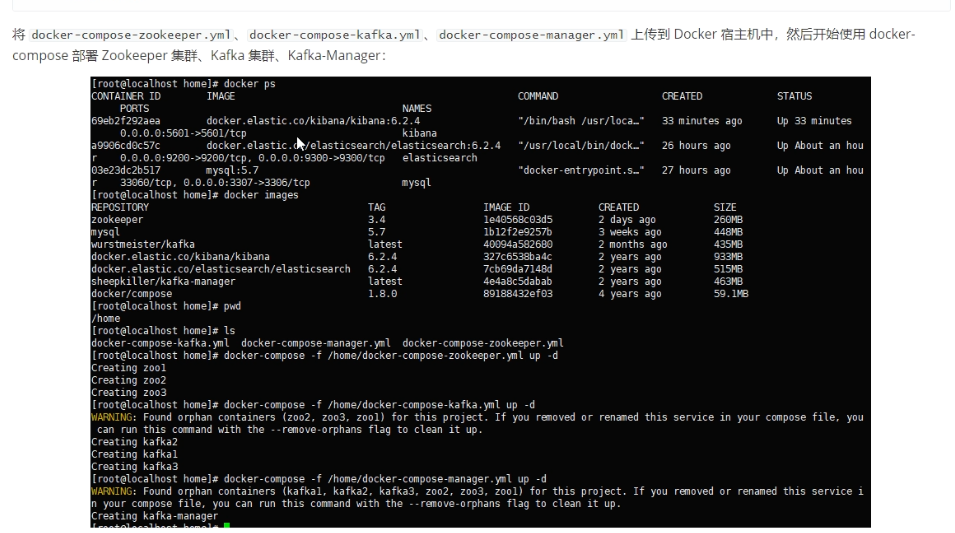 将 docker-compose-zookeeper.yml、docker-compose-kafka.yml、docker-compose-manager.yml 上传到 Docker 宿主机中，然后开始使用 docker-
compose 部署 Zookeeper 集群、Kafka 集群、Kafka-Manager：
[root@localhost home]# docker ps
CONTAINER ID IMAGE COMMAND CREATED STATUS
PORTS NAMES
69eb2f292aea docker.elastic.co/kibana/kibana:6.2.4 "/bin/bash /usr/loca…" 33 minutes ago Up 33 minutes
0.0.0.0:5601->5601/tcp kibana
a9906cd0c57c docker.elastic.co/elasticsearch/elasticsearch:6.2.4 "/usr/local/bin/dock…" 26 hours ago Up About an hou
r 0.0.0.0:9200->9200/tcp, 0.0.0.0:9300->9300/tcp elasticsearch
03e23dc2b517 mysql:5.7 "docker-entrypoint.s…" 27 hours ago Up About an hou
r 33060/tcp, 0.0.0.0:3307->3306/tcp mysql
[root@localhost home]# docker images
REPOSITORY TAG IMAGE ID CREATED SIZE
zookeeper 3.4 1e40568c03d5 2 days ago 260MB
mysql 5.7 1b12f2e9257b 3 weeks ago 448MB
wurstmeister/kafka latest 40094a582680 2 months ago 435MB
docker.elastic.co/kibana/kibana 6.2.4 327c6538ba4c 2 years ago 933MB
docker.elastic.co/elasticsearch/elasticsearch 6.2.4 7cb69da7148d 2 years ago 515MB
sheepkiller/kafka-manager latest 4e4a8c5dabab 2 years ago 463MB
docker/compose 1.8.0 89188432ef03 4 years ago 59.1MB
[root@localhost home]# pwd
/home
[root@localhost home]# ls
docker-compose-kafka.yml docker-compose-manager.yml docker-compose-zookeeper.yml
[root@localhost home]# docker-compose -f /home/docker-compose-zookeeper.yml up -d
Creating zoo1
Creating zoo2
Creating zoo3
[root@localhost home]# docker-compose -f /home/docker-compose-kafka.yml up -d
WARNING: Found orphan containers (zoo2, zoo3, zoo1) for this project. If you removed or renamed this service in your compose file, you
can run this command with the --remove-orphans flag to clean it up.
Creating kafka2
Creating kafka1
Creating kafka3
[root@localhost home]# docker-compose -f /home/docker-compose-manager.yml up -d
WARNING: Found orphan containers (kafka1, kafka2, kafka3, zoo2, zoo3, zoo1) for this project. If you removed or renamed this service i
n your compose file, you can run this command with the --remove-orphans flag to clean it up.
Creating kafka-manager
[root@localhost home]#